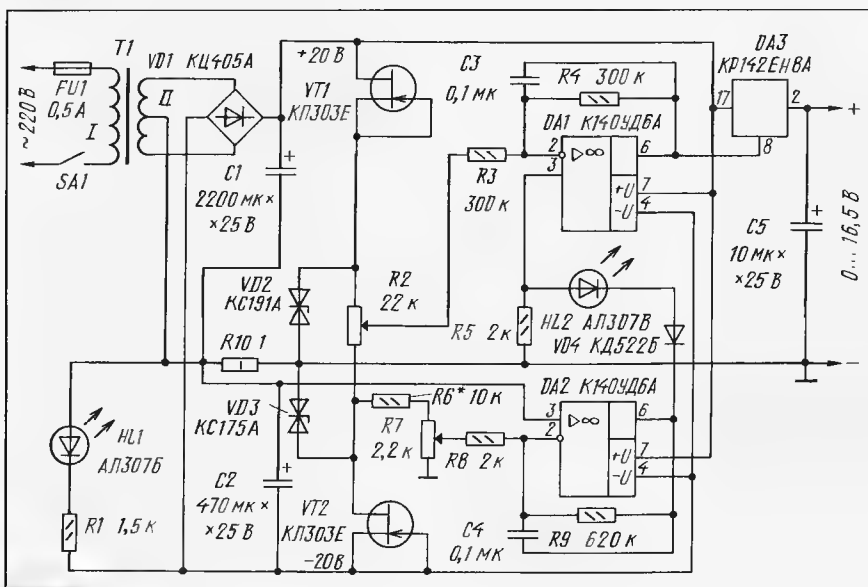 T1
VD1 КЦ405А
FU1
0,5 А
~220 В
I
II
SA1
+20 В
VT1
КП303Е
C1
2200 мк×
×25 В
C3
0,1 мк
R4 300 к
DA1 К140УД6А
R3
300 к
2
3
▷∞
6
+U
7
-U
4
DA3
КР142ЕН8А
17
2
8
+
C5
10 мк×
×25 В
0... 16,5 В
–
VD2
КС191А
R2
22 к
R5 2к
HL2 АЛ307В
VD4 КД522Б
R10 1
VD3
КС175А
R6* 10к
R7
2,2 к
R8 2к
DA2 К140УД6А
3
2
▷∞
6
+U
7
-U
4
HL1
АЛ307Б
R1 1,5 к
C2
470 мк×
×25 В
VT2
КП303Е
-20В
C4
0,1 мк
R9 620 к